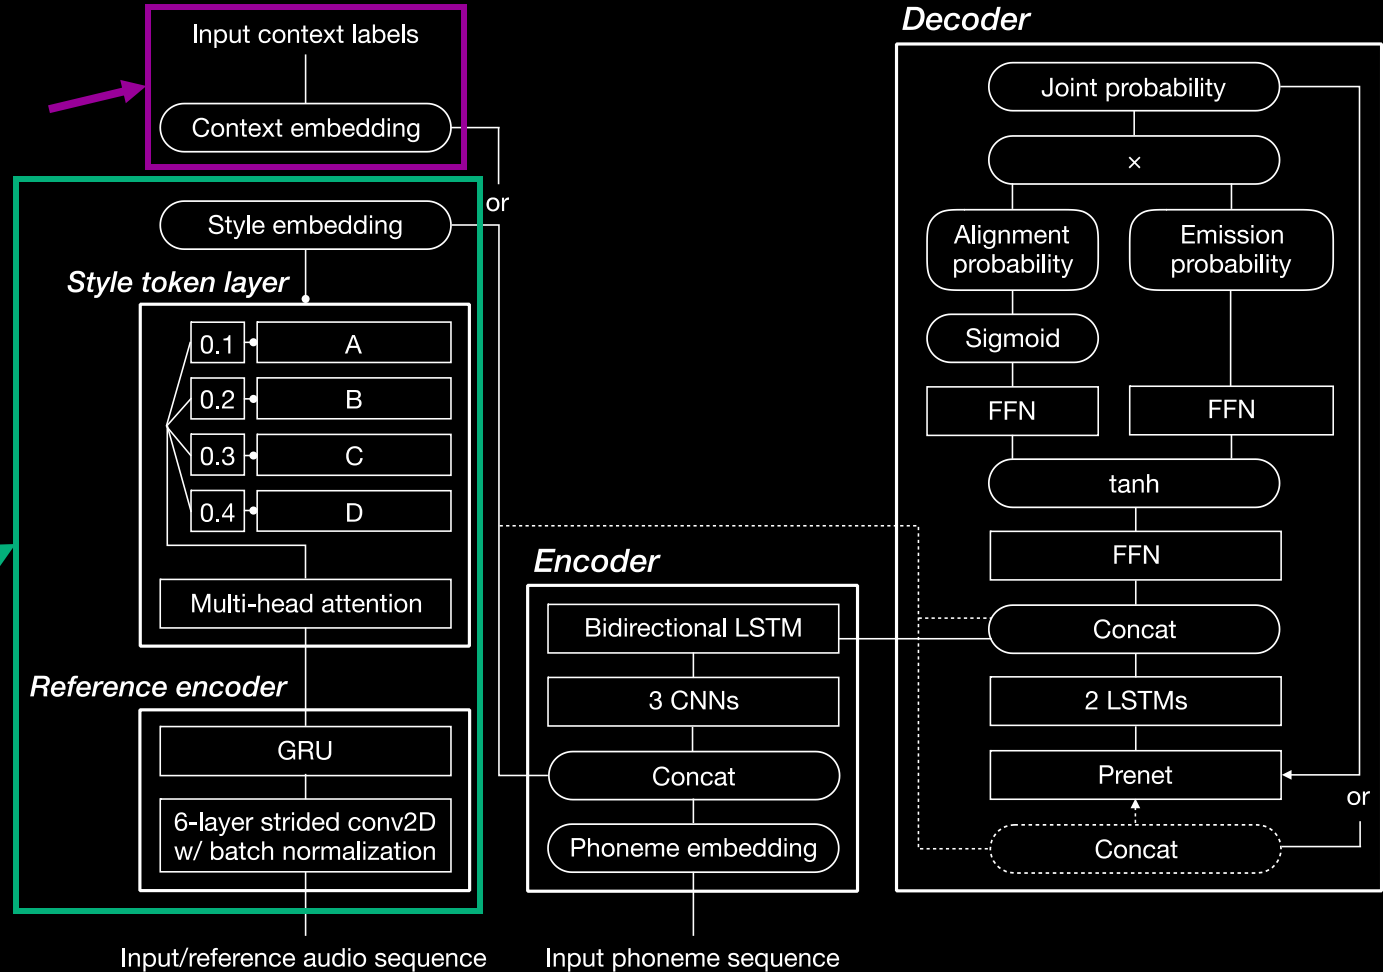 Input context labels
Context embedding
or
Style embedding
Style token layer
0.1
A
0.2
B
0.3
C
0.4
D
Multi-head attention
Reference encoder
GRU
6-layer strided conv2D
w/ batch normalization
Input/reference audio sequence
Encoder
Bidirectional LSTM
3 CNNs
Concat
Phoneme embedding
Input phoneme sequence
Decoder
Joint probability
×
Alignment
probability
Emission
probability
Sigmoid
FFN
FFN
tanh
FFN
Concat
2 LSTMs
Prenet
or
Concat